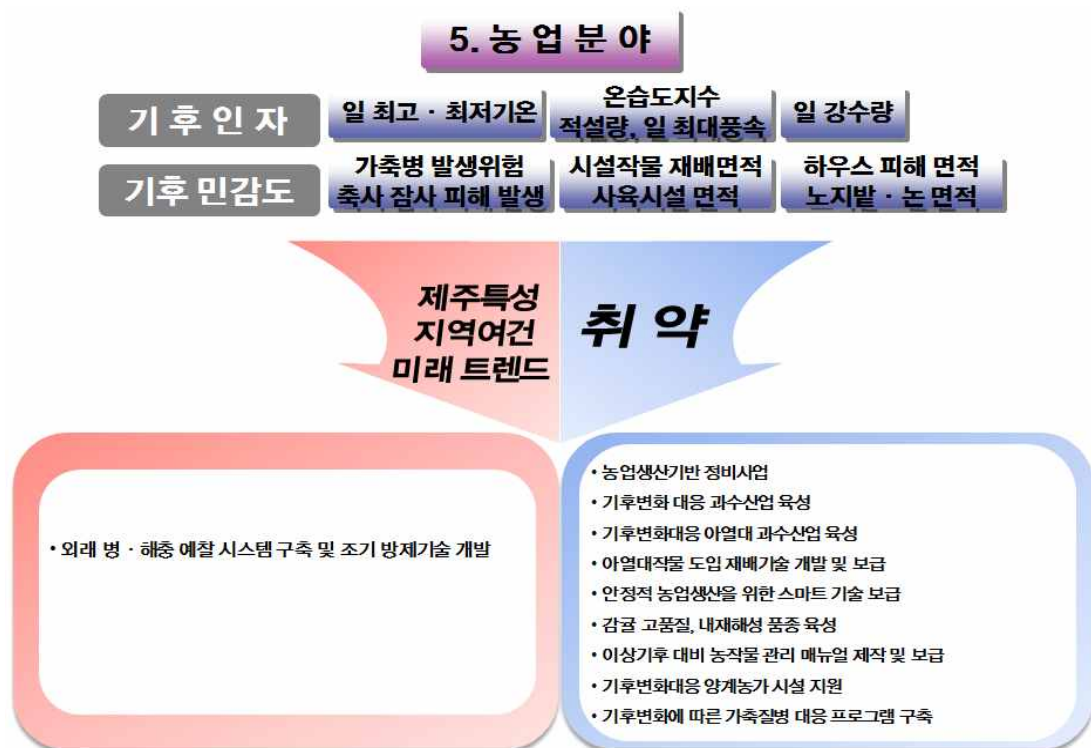 5. 농 업 분 야
기 후 인 자
일 최고 · 최저기온
온습도지수
적설량, 일 최대풍속
일 강수량
기후 민감도
가축병 발생위험
축사 잠사 피해 발생
시설작물 재배면적
사육시설 면적
하우스 피해 면적
노지밭 · 논 면적
제주특성
지역여건
미래 트렌드
취 약
• 외래 병 · 해충 예찰 시스템 구축 및 조기 방제기술 개발
• 농업생산기반 정비사업
• 기후변화 대응 과수산업 육성
• 기후변화대응 아열대 과수산업 육성
• 아열대작물 도입 재배기술 개발 및 보급
• 안정적 농업생산을 위한 스마트 기술 보급
• 감귤 고품질, 내재해성 품종 육성
• 이상기후 대비 농작물 관리 매뉴얼 제작 및 보급
• 기후변화대응 양계농가 시설 지원
• 기후변화에 따른 가축질병 대응 프로그램 구축